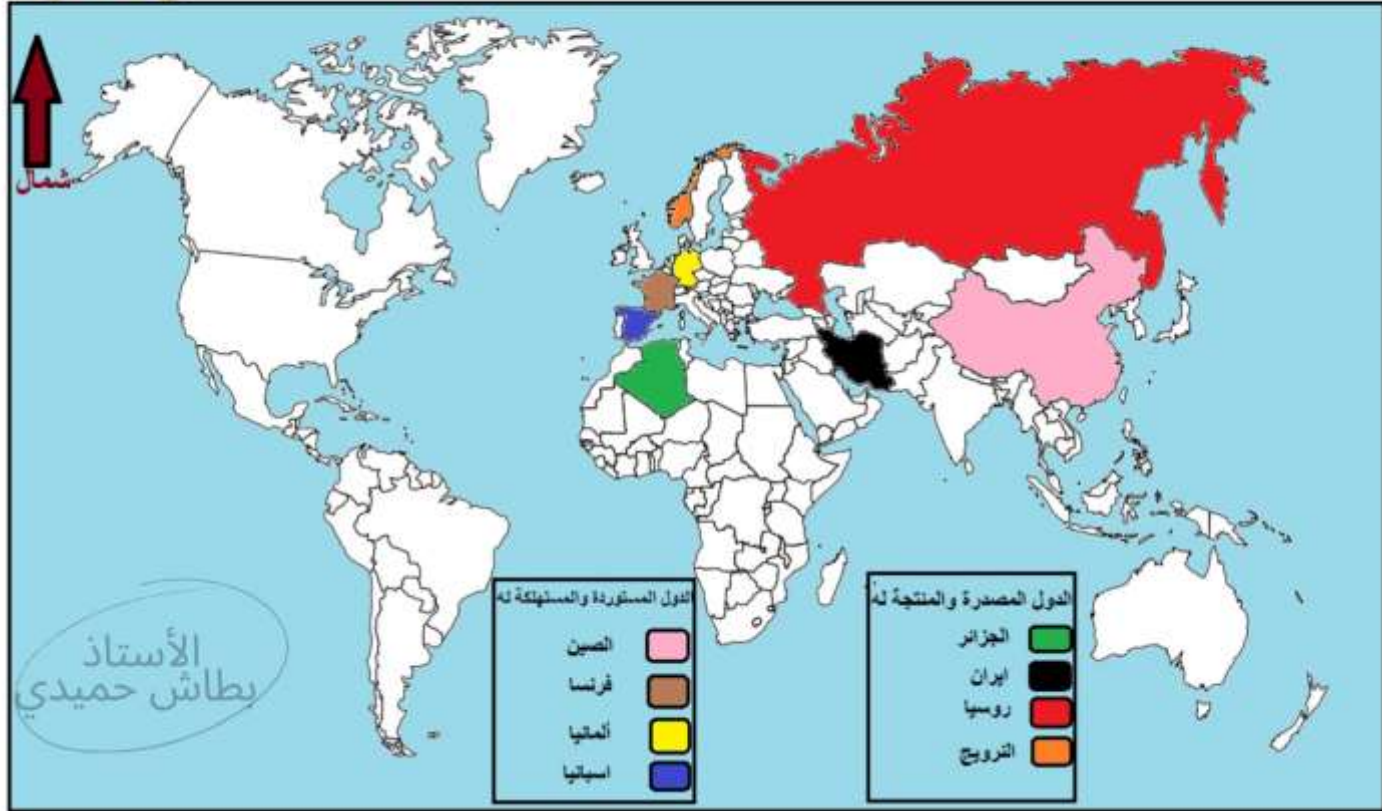 شمال
الدول المصدرة والمنتجة له
الجزائر
ايران
روسيا
النرويج
الدول المستوردة والمستهلكة له
الصين
فرنسا
ألمانيا
اسبانيا
الأستاذ
بطاش حميدي